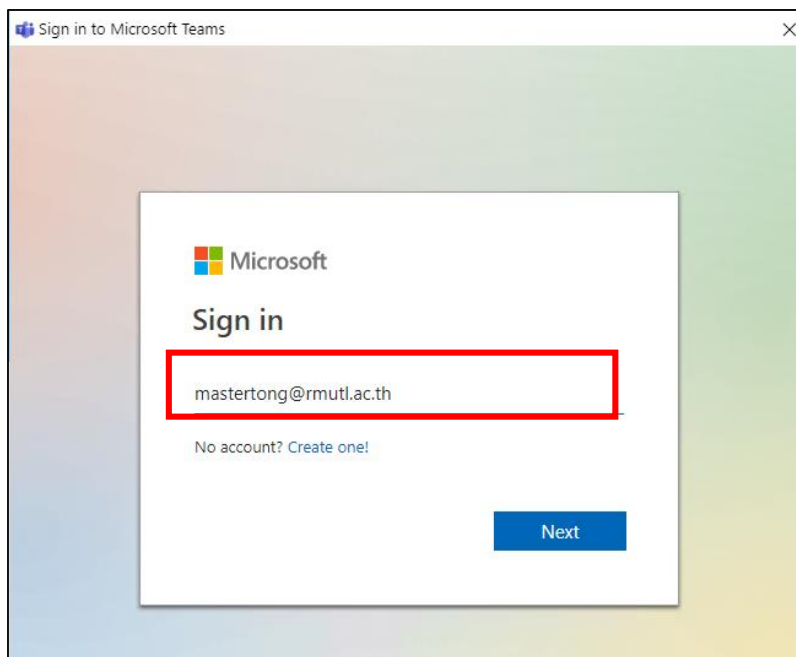 Sign in to Microsoft Teams
Microsoft
Sign in
mastertong@rmutl.ac.th
No account? Create one!
Next